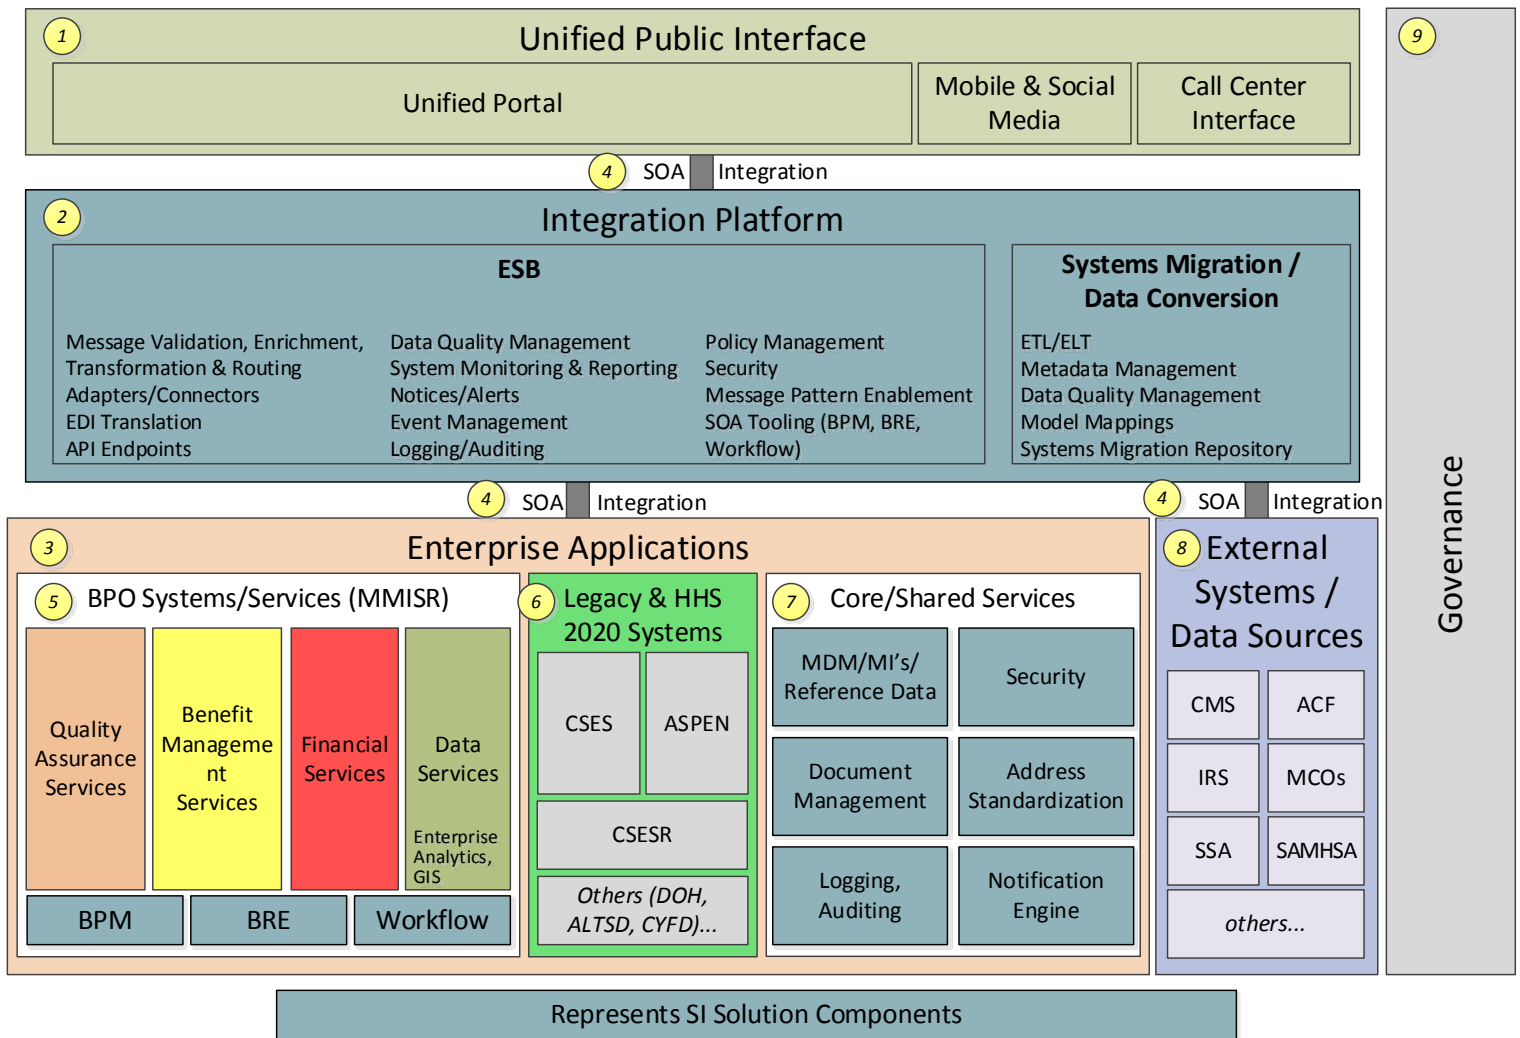 1
Unified Public Interface
Unified Portal
Mobile & Social
Media
Call Center
Interface
4
SOA
Integration
2
Integration Platform
ESB
Message Validation, Enrichment,
Transformation & Routing
Adapters/Connectors
EDI Translation
API Endpoints
Data Quality Management
System Monitoring & Reporting
Notices/Alerts
Event Management
Logging/Auditing
Policy Management
Security
Message Pattern Enablement
SOA Tooling (BPM, BRE,
Workflow)
Systems Migration /
Data Conversion
ETL/ELT
Metadata Management
Data Quality Management
Model Mappings
Systems Migration Repository
4
SOA
Integration
4
SOA
Integration
3
Enterprise Applications
5
BPO Systems/Services (MMISR)
Quality
Assurance
Services
Benefit
Manageme
nt
Services
Financial
Services
Data
Services
Enterprise
Analytics,
GIS
BPM
BRE
Workflow
6
Legacy & HHS
2020 Systems
CSES
ASPEN
CSESR
Others (DOH,
ALTSD, CYFD)...
7
Core/Shared Services
MDM/MI's/
Reference Data
Security
Document
Management
Address
Standardization
Logging,
Auditing
Notification
Engine
8
External
Systems /
Data Sources
CMS
ACF
IRS
MCOs
SSA
SAMHSA
others...
9
Governance
Represents SI Solution Components